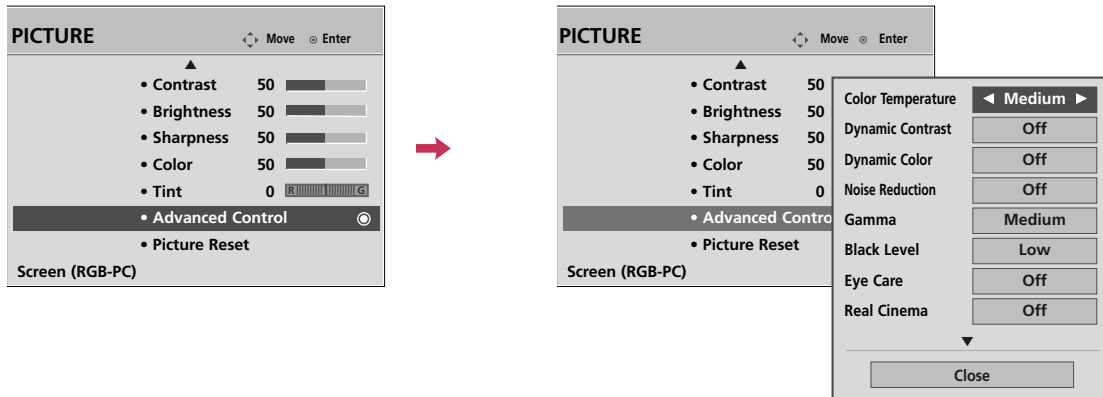 PICTURE
Move ⊙ Enter
▲
• Contrast 50
• Brightness 50
• Sharpness 50
• Color 50
• Tint 0 R G
• Advanced Control
• Picture Reset
Screen (RGB-PC)
PICTURE
Move ⊙ Enter
▲
• Contrast 50
• Brightness 50
• Sharpness 50
• Color 50
• Tint 0
• Advanced Contro
• Picture Reset
Screen (RGB-PC)
Color Temperature ◄ Medium ►
Dynamic Contrast Off
Dynamic Color Off
Noise Reduction Off
Gamma Medium
Black Level Low
Eye Care Off
Real Cinema Off
▼
Close